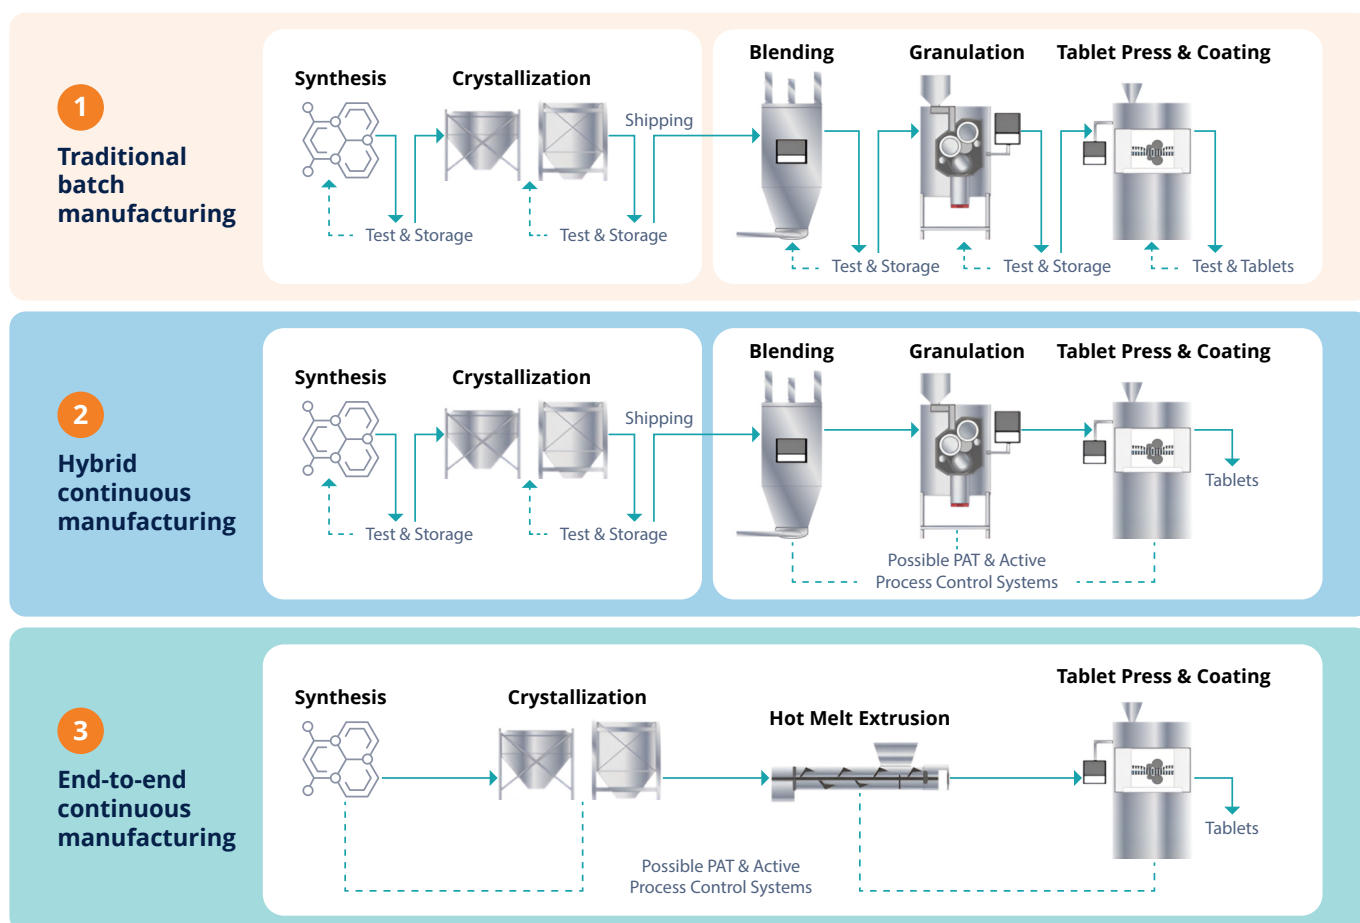 1
Traditional
batch
manufacturing
Synthesis
Crystallization
Shipping
Test & Storage
Test & Storage
Blending
Granulation
Tablet Press & Coating
Test & Storage
Test & Storage
Test & Tablets
2
Hybrid
continuous
manufacturing
Synthesis
Crystallization
Shipping
Test & Storage
Test & Storage
Blending
Granulation
Tablet Press & Coating
Tablets
Possible PAT & Active
Process Control Systems
3
End-to-end
continuous
manufacturing
Synthesis
Crystallization
Hot Melt Extrusion
Tablet Press & Coating
Tablets
Possible PAT & Active
Process Control Systems